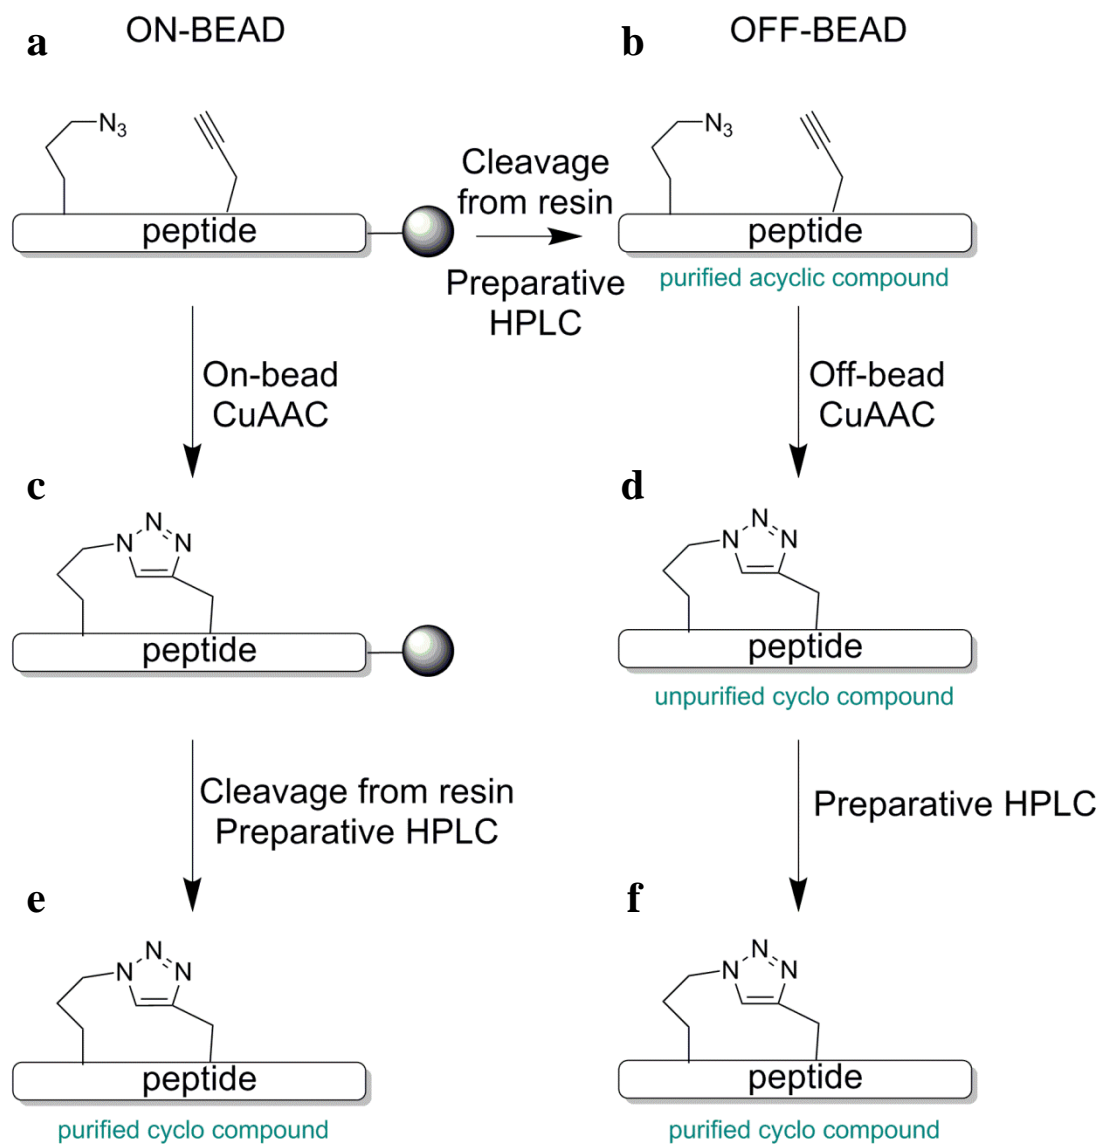 a
ON-BEAD
b
OFF-BEAD
N3
N3
Cleavage
from resin
peptide
peptide
Preparative
HPLC
purified acyclic compound
On-bead
CuAAC
Off-bead
CuAAC
c
d
N
N
N
N
N
N
peptide
peptide
unpurified cyclo compound
Cleavage from resin
Preparative HPLC
Preparative HPLC
e
f
N
N
N
N
N
N
peptide
peptide
purified cyclo compound
purified cyclo compound